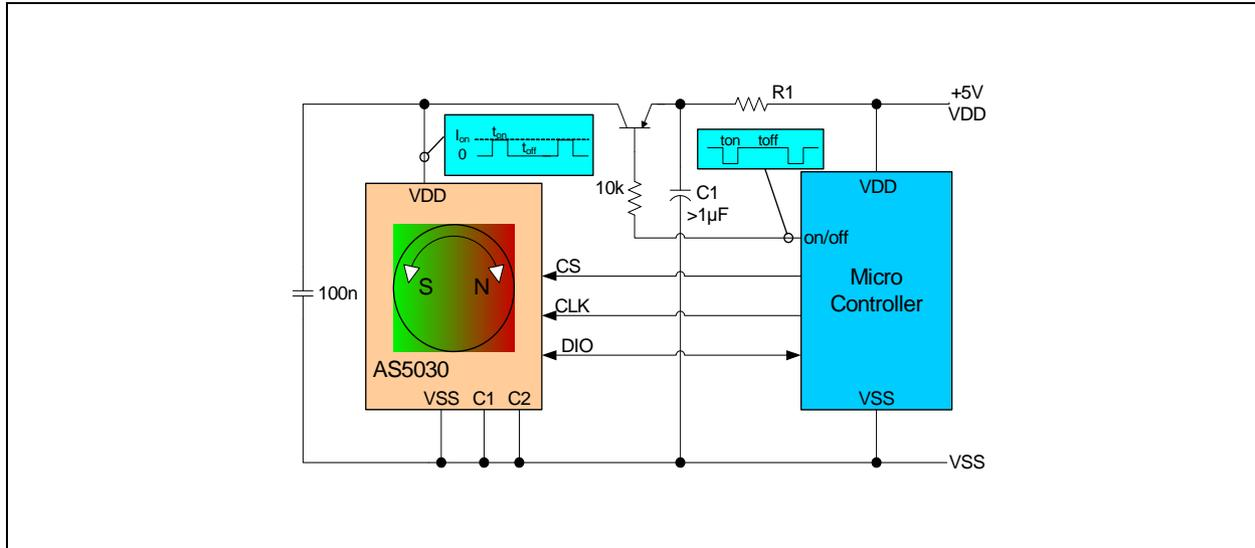 R1
+5V
VDD
Ion
ton
toff
0
ton toff
VDD
10k
C1
>1µF
VDD
on/off
CS
Micro
Controller
S N
100n
CLK
DIO
AS5030
VSS C1 C2
VSS
VSS